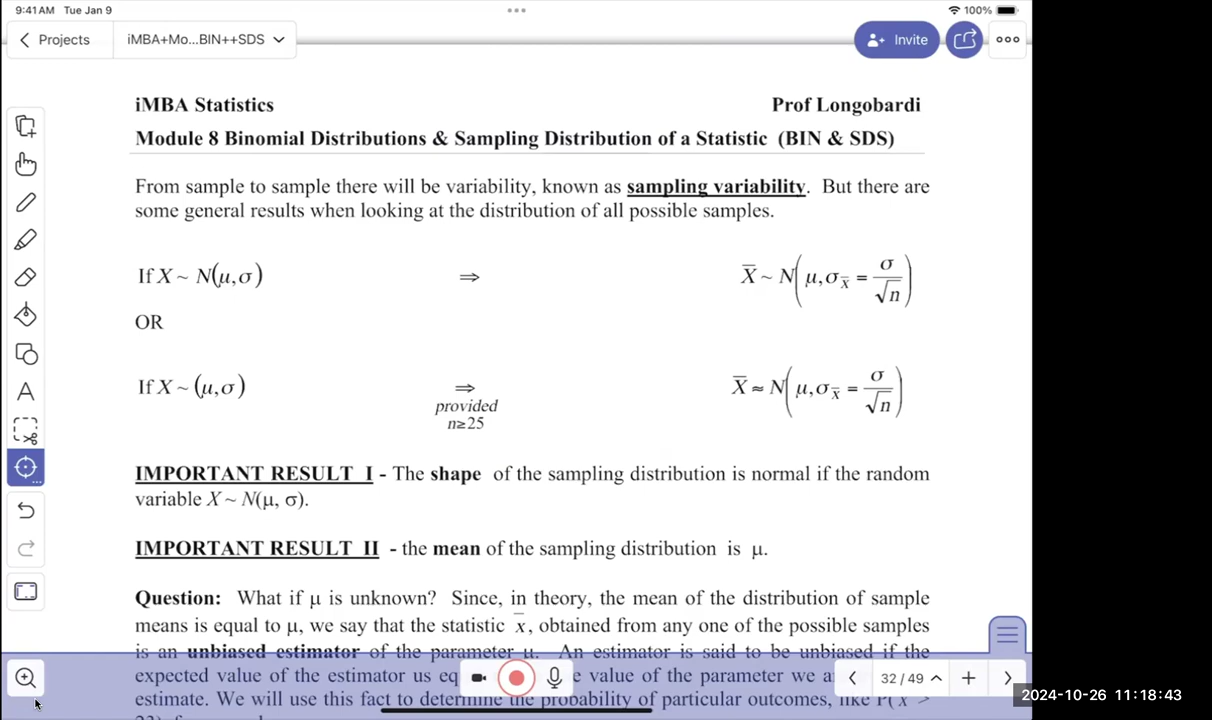 9:41 AM Tue Jan 9
100%
Projects
iMBA+Mo...BIN++SDS
Invite
iMBA Statistics Prof Longobardi
Module 8 Binomial Distributions & Sampling Distribution of a Statistic (BIN & SDS)
From sample to sample there will be variability, known as sampling variability. But there are
some general results when looking at the distribution of all possible samples.
If X ~ N(μ,σ) ⇒ X̅ ~ N(μ,σ_X̅ = σ/√n)
OR
If X ~ (μ,σ) ⇒ X̅ ≈ N(μ,σ_X̅ = σ/√n)
provided
n≥25
IMPORTANT RESULT I - The shape of the sampling distribution is normal if the random
variable X ~ N(μ, σ).
IMPORTANT RESULT II - the mean of the sampling distribution is μ.
Question: What if μ is unknown? Since, in theory, the mean of the distribution of sample
means is equal to μ, we say that the statistic x̅, obtained from any one of the possible samples
is an unbiased estimator of the parameter μ. An estimator is said to be unbiased if the
expected value of the estimator us eq e value of the parameter we a
estimate. We will use this fact to determine the probability of particular outcomes, like P( x̅ >
32 / 49
2024-10-26 11:18:43